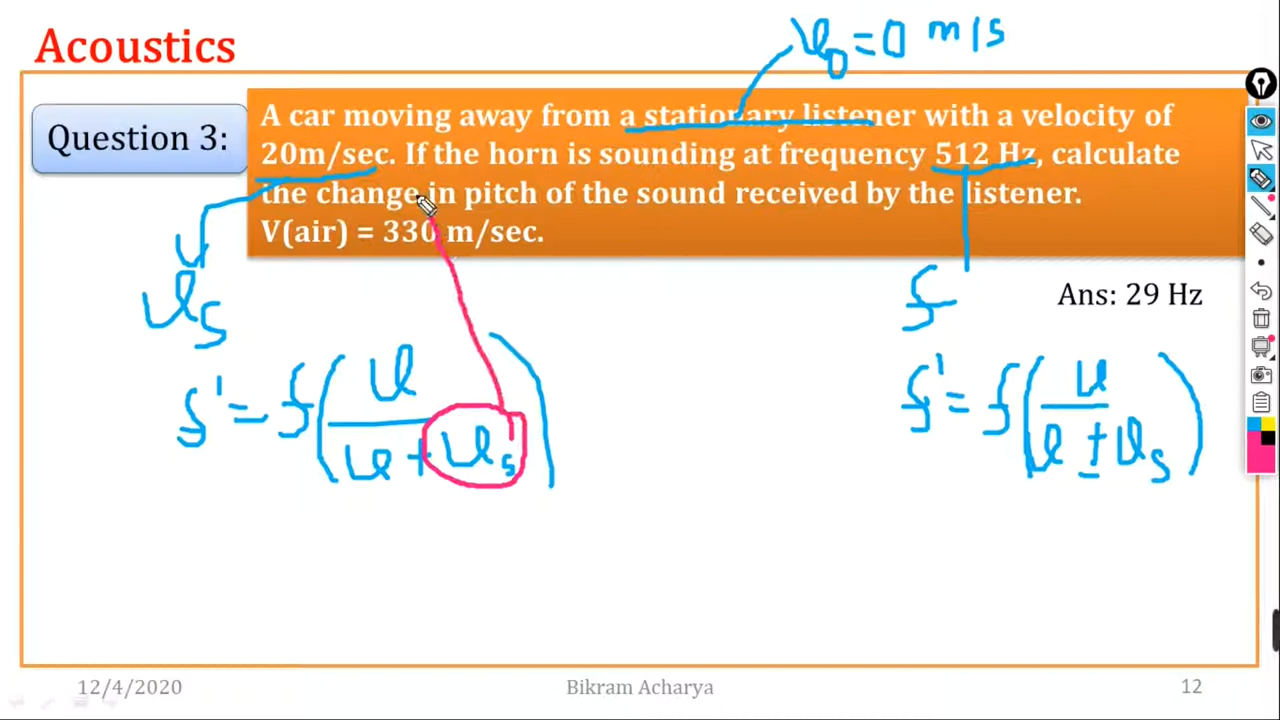 Acoustics
v₀ = 0 m/s
Question 3:
A car moving away from a stationary listener with a velocity of
20m/sec. If the horn is sounding at frequency 512 Hz, calculate
the change in pitch of the sound received by the listener.
V(air) = 330 m/sec.
vₛ
f
Ans: 29 Hz
f' = f(v/(v + vₛ))
f' = f(v/(v ± vₛ))
12/4/2020
Bikram Acharya
12